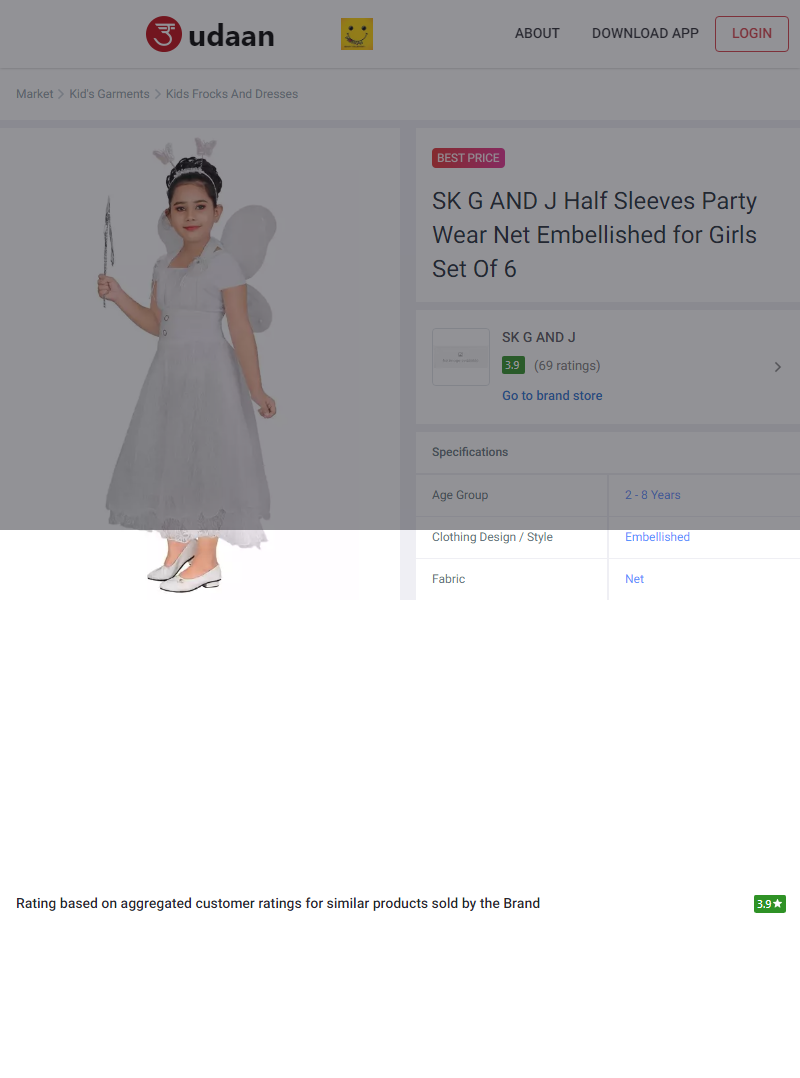 उ udaan
ABOUT
DOWNLOAD APP
LOGIN
Market
Kid's Garments
Kids Frocks And Dresses
BEST PRICE
SK G AND J Half Sleeves Party
Wear Net Embellished for Girls
Set Of 6
SK G AND J
3.9 (69 ratings)
Go to brand store
Specifications
Age Group
2 - 8 Years
Clothing Design / Style
Embellished
Fabric
Net
Rating based on aggregated customer ratings for similar products sold by the Brand
3.9★